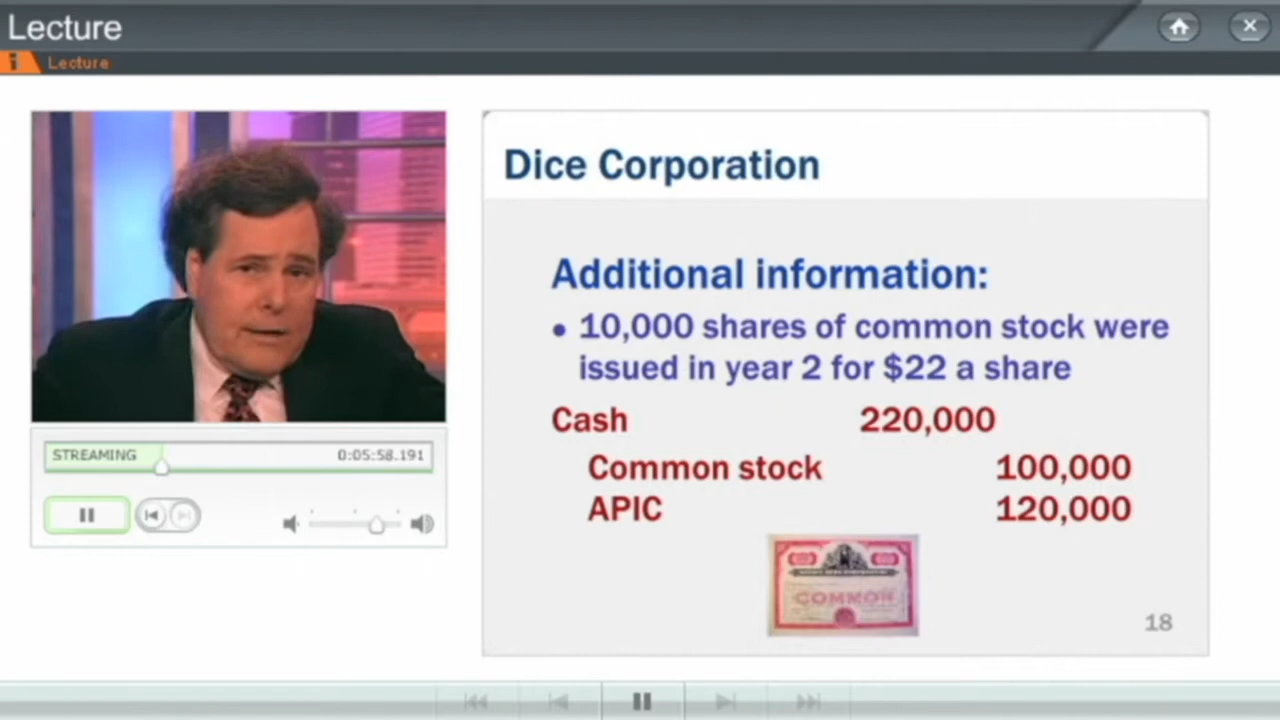 Lecture
i Lecture
STREAMING 0:05:58.191
Dice Corporation
Additional information:
• 10,000 shares of common stock were
issued in year 2 for $22 a share
Cash 220,000
Common stock 100,000
APIC 120,000
COMMON
18